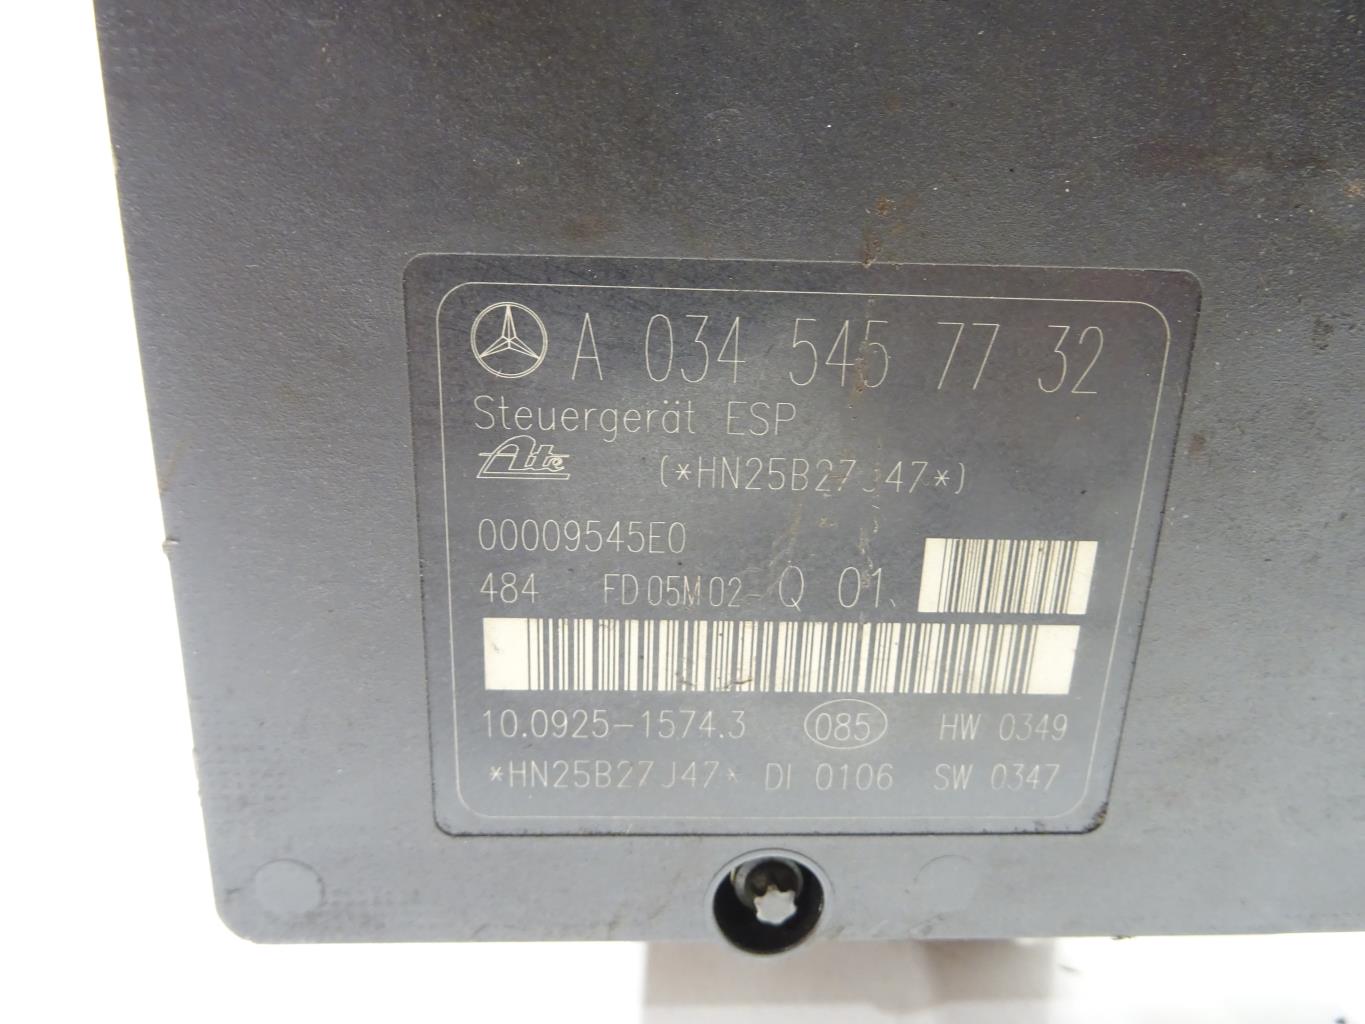 A 034 545 77 32
Steuergerät ESP
Ate (*HN25B27J47*)
00009545E0
484 FD05M02-Q 01
10.0925-1574.3 085 HW 0349
*HN25B27J47* DI 0106 SW 0347